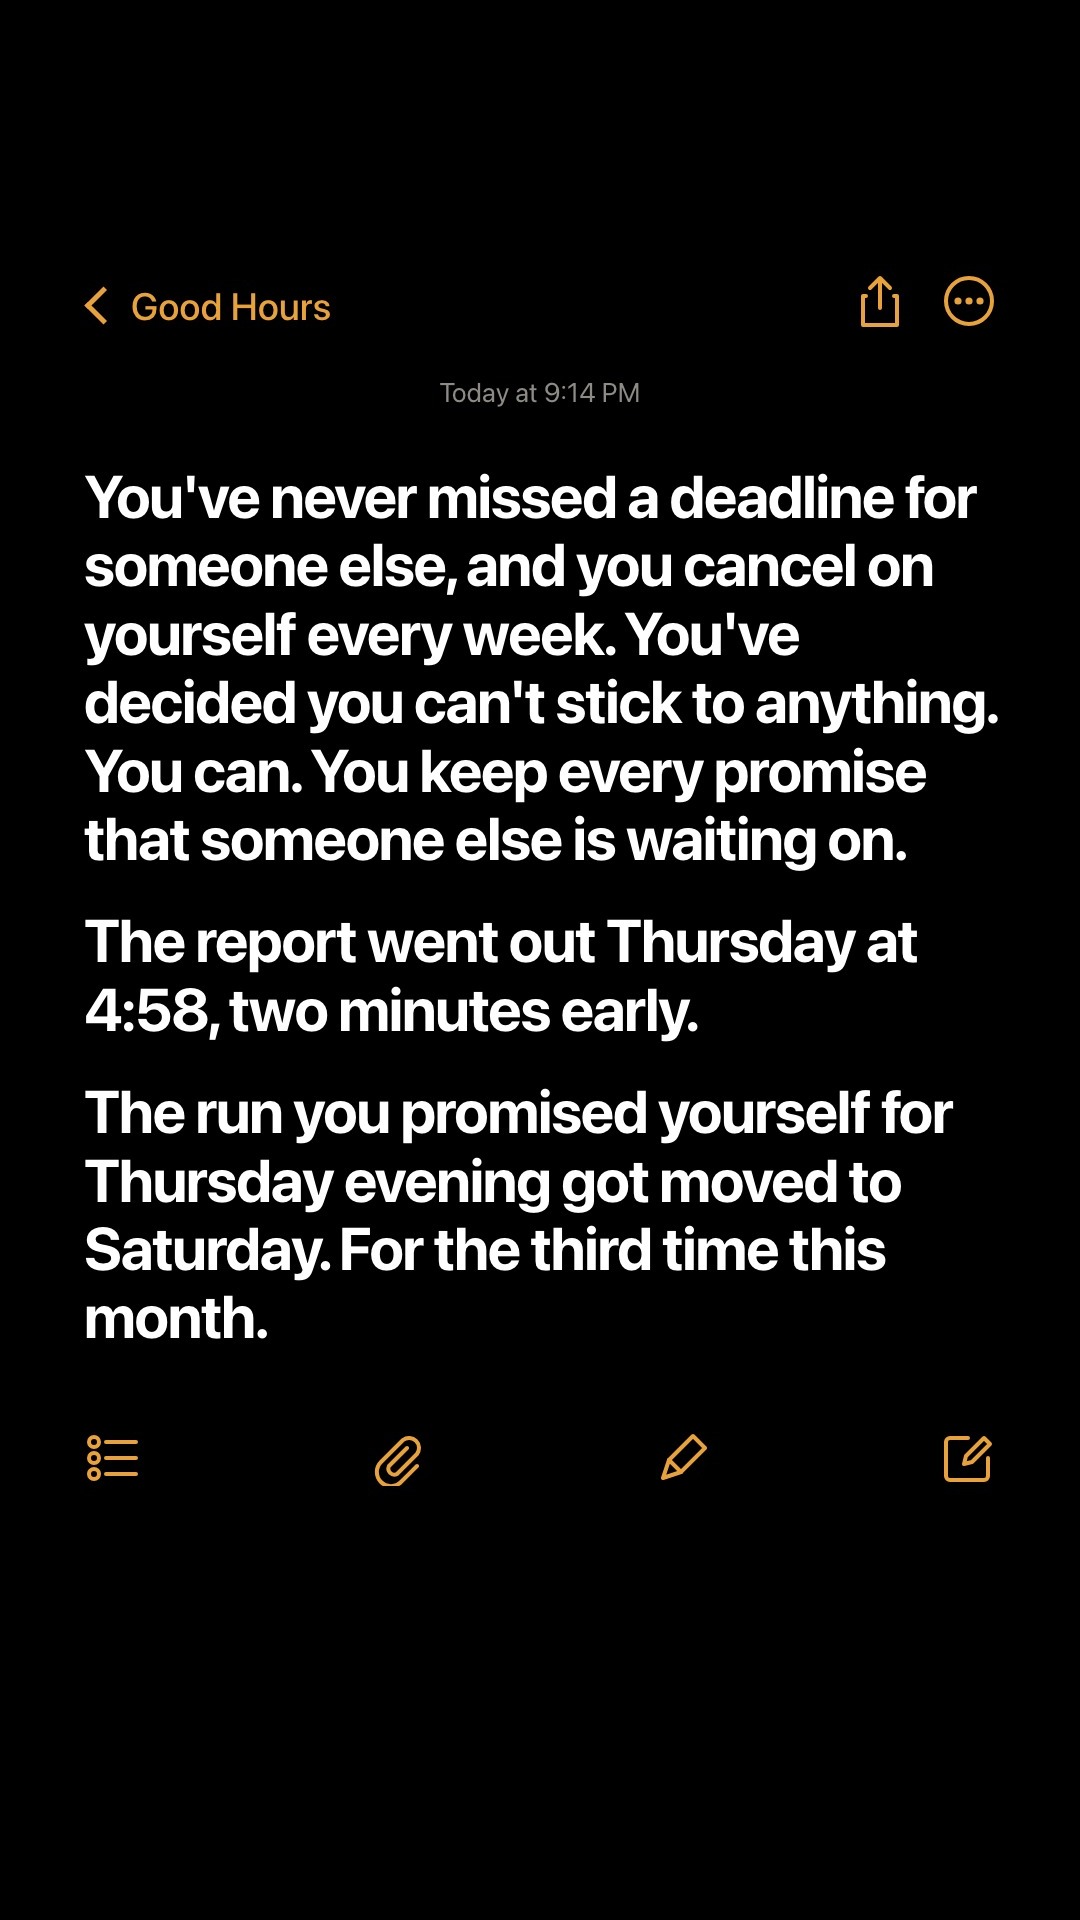 Good Hours
Today at 9:14 PM
You've never missed a deadline for
someone else, and you cancel on
yourself every week. You've
decided you can't stick to anything.
You can. You keep every promise
that someone else is waiting on.
The report went out Thursday at
4:58, two minutes early.
The run you promised yourself for
Thursday evening got moved to
Saturday. For the third time this
month.